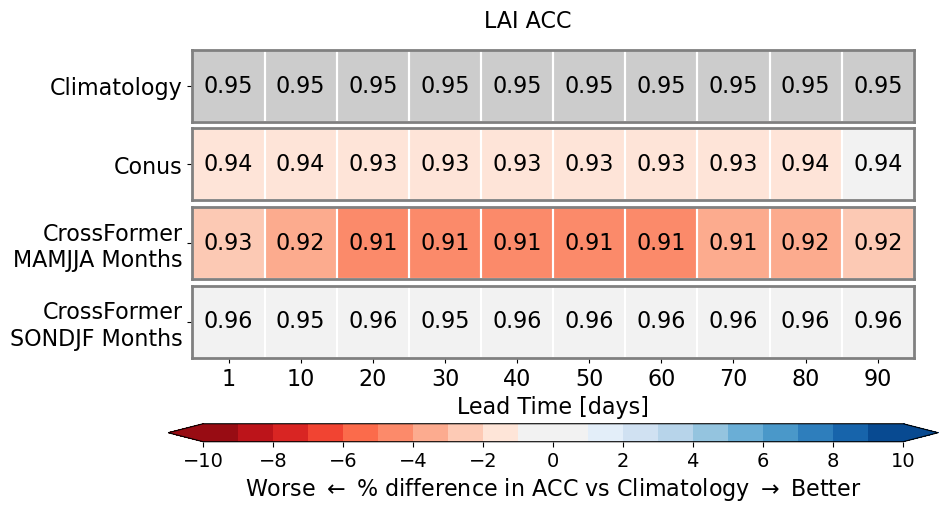 LAI ACC
Climatology 0.95 0.95 0.95 0.95 0.95 0.95 0.95 0.95 0.95 0.95
Conus 0.94 0.94 0.93 0.93 0.93 0.93 0.93 0.93 0.94 0.94
CrossFormer
MAMJJA Months 0.93 0.92 0.91 0.91 0.91 0.91 0.91 0.91 0.92 0.92
CrossFormer
SONDJF Months 0.96 0.95 0.96 0.95 0.96 0.96 0.96 0.96 0.96 0.96
1 10 20 30 40 50 60 70 80 90
Lead Time [days]
−10 −8 −6 −4 −2 0 2 4 6 8 10
Worse ← % difference in ACC vs Climatology → Better